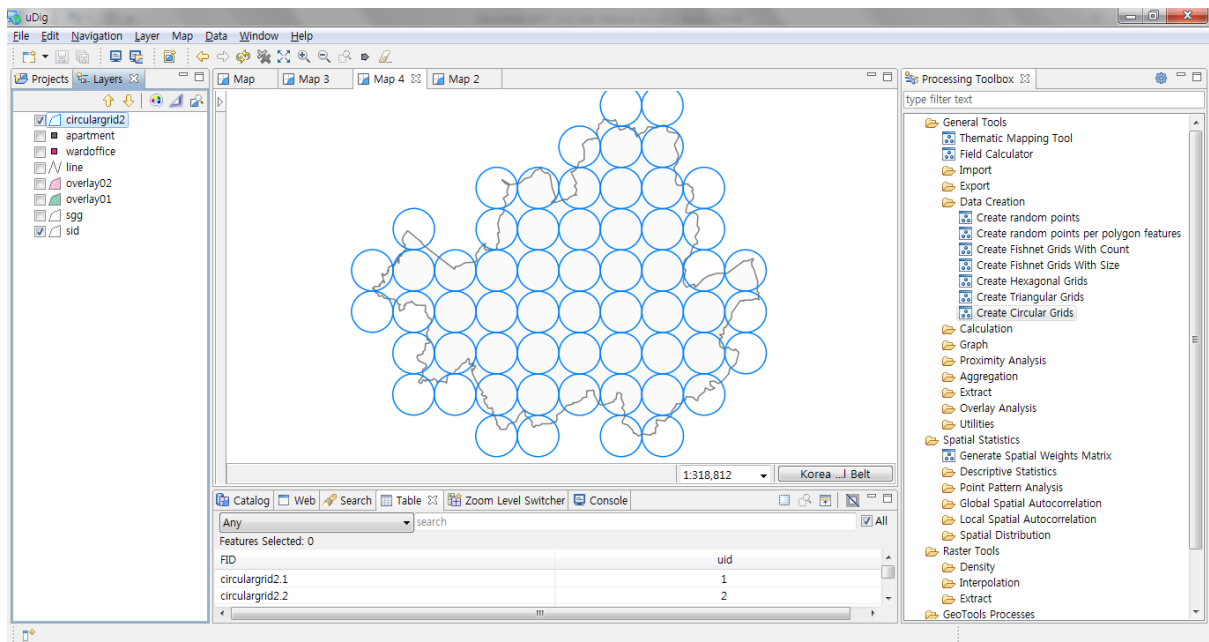 uDig
File Edit Navigation Layer Map Data Window Help
Projects Layers
circulargrid2
apartment
wardoffice
line
overlay02
overlay01
sgg
sid
Map Map 3 Map 4 Map 2
1:318,812 Korea ...l Belt
Catalog Web Search Table Zoom Level Switcher Console
Any search All
Features Selected: 0
FID uid
circulargrid2.1 1
circulargrid2.2 2
Processing Toolbox
type filter text
General Tools
Thematic Mapping Tool
Field Calculator
Import
Export
Data Creation
Create random points
Create random points per polygon features
Create Fishnet Grids With Count
Create Fishnet Grids With Size
Create Hexagonal Grids
Create Triangular Grids
Create Circular Grids
Calculation
Graph
Proximity Analysis
Aggregation
Extract
Overlay Analysis
Utilities
Spatial Statistics
Generate Spatial Weights Matrix
Descriptive Statistics
Point Pattern Analysis
Global Spatial Autocorrelation
Local Spatial Autocorrelation
Spatial Distribution
Raster Tools
Density
Interpolation
Extract
GeoTools Processes